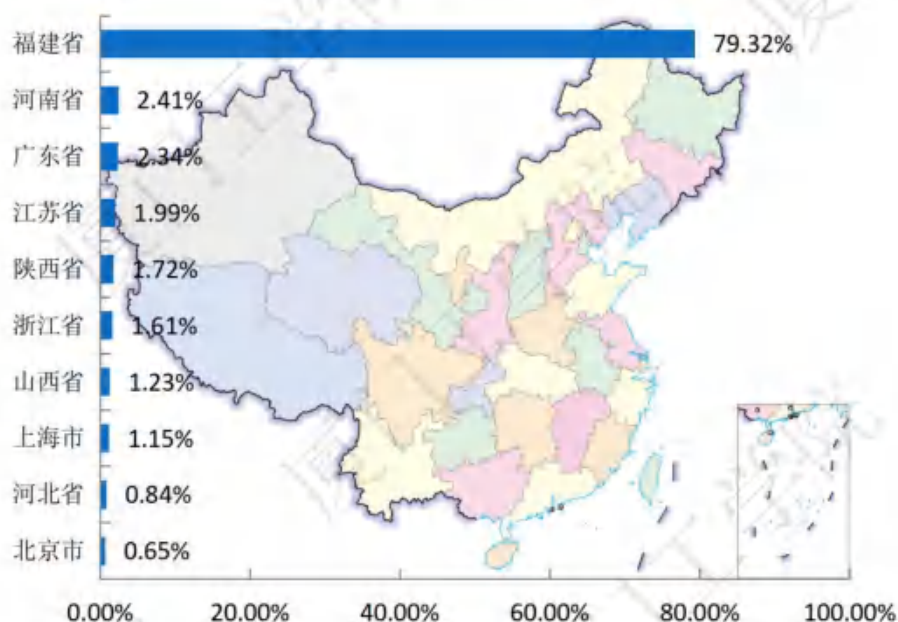 福建省 79.32%
河南省 2.41%
广东省 2.34%
江苏省 1.99%
陕西省 1.72%
浙江省 1.61%
山西省 1.23%
上海市 1.15%
河北省 0.84%
北京市 0.65%
0.00% 20.00% 40.00% 60.00% 80.00% 100.00%